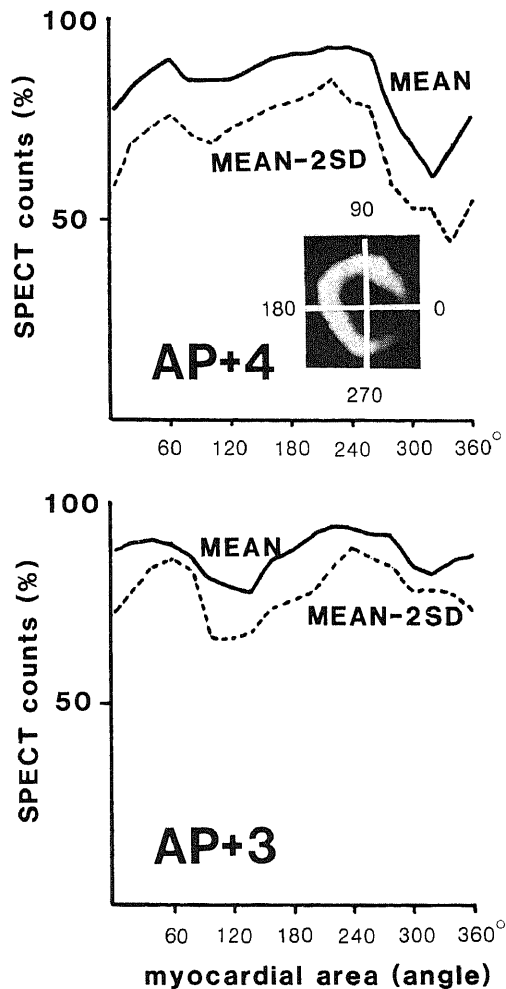 100
SPECT counts (%)
MEAN
MEAN-2SD
50
90
180
0
270
AP+4
60 120 180 240 300 360°
100
SPECT counts (%)
MEAN
MEAN-2SD
50
AP+3
60 120 180 240 300 360°
myocardial area (angle)